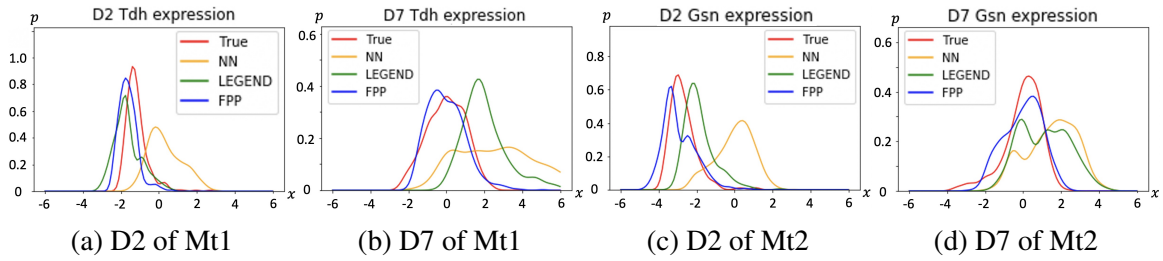 D2 Tdh expression
p
1.0
0.8
0.6
0.4
0.2
0
-6 -4 -2 0 2 4 6 x
True
NN
LEGEND
FPP
(a) D2 of Mt1
D7 Tdh expression
p
0.6
0.4
0.2
0.0
-6 -4 -2 0 2 4 6 x
True
NN
LEGEND
FPP
(b) D7 of Mt1
D2 Gsn expression
p
0.8
0.6
0.4
0.2
0
-6 -4 -2 0 2 4 6 x
True
NN
LEGEND
FPP
(c) D2 of Mt2
D7 Gsn expression
p
0.6
0.4
0.2
0.0
-6 -4 -2 0 2 4 6 x
True
NN
LEGEND
FPP
(d) D7 of Mt2